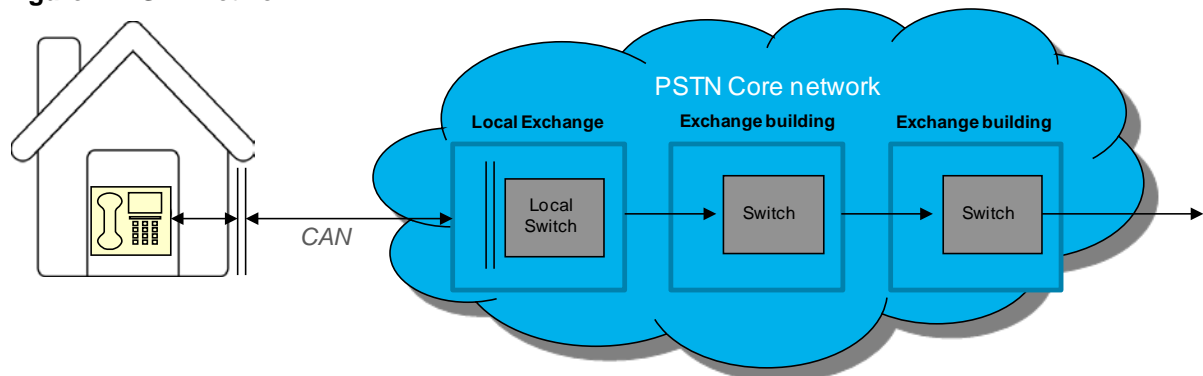 PSTN Core network
Local Exchange
Exchange building
Exchange building
Local
Switch
Switch
Switch
CAN